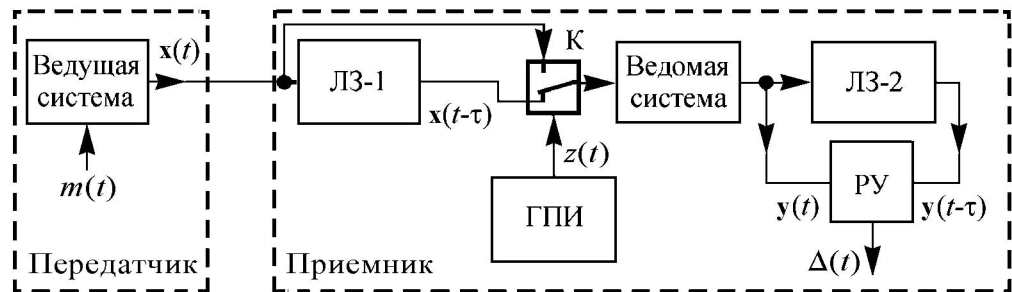 Ведущая
система
x(t)
m(t)
Передатчик
ЛЗ-1
x(t-τ)
К
z(t)
ГПИ
Ведомая
система
ЛЗ-2
РУ
y(t)
y(t-τ)
Δ(t)
Приемник